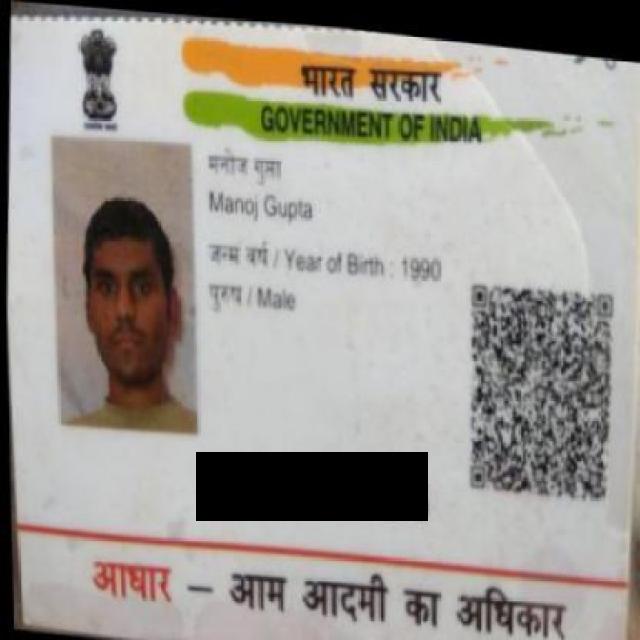 भारत सरकार
GOVERNMENT OF INDIA
मनोज गुप्ता
Manoj Gupta
जन्म वर्ष / Year of Birth : 1990
पुरुष / Male
आधार – आम आदमी का अधिकार